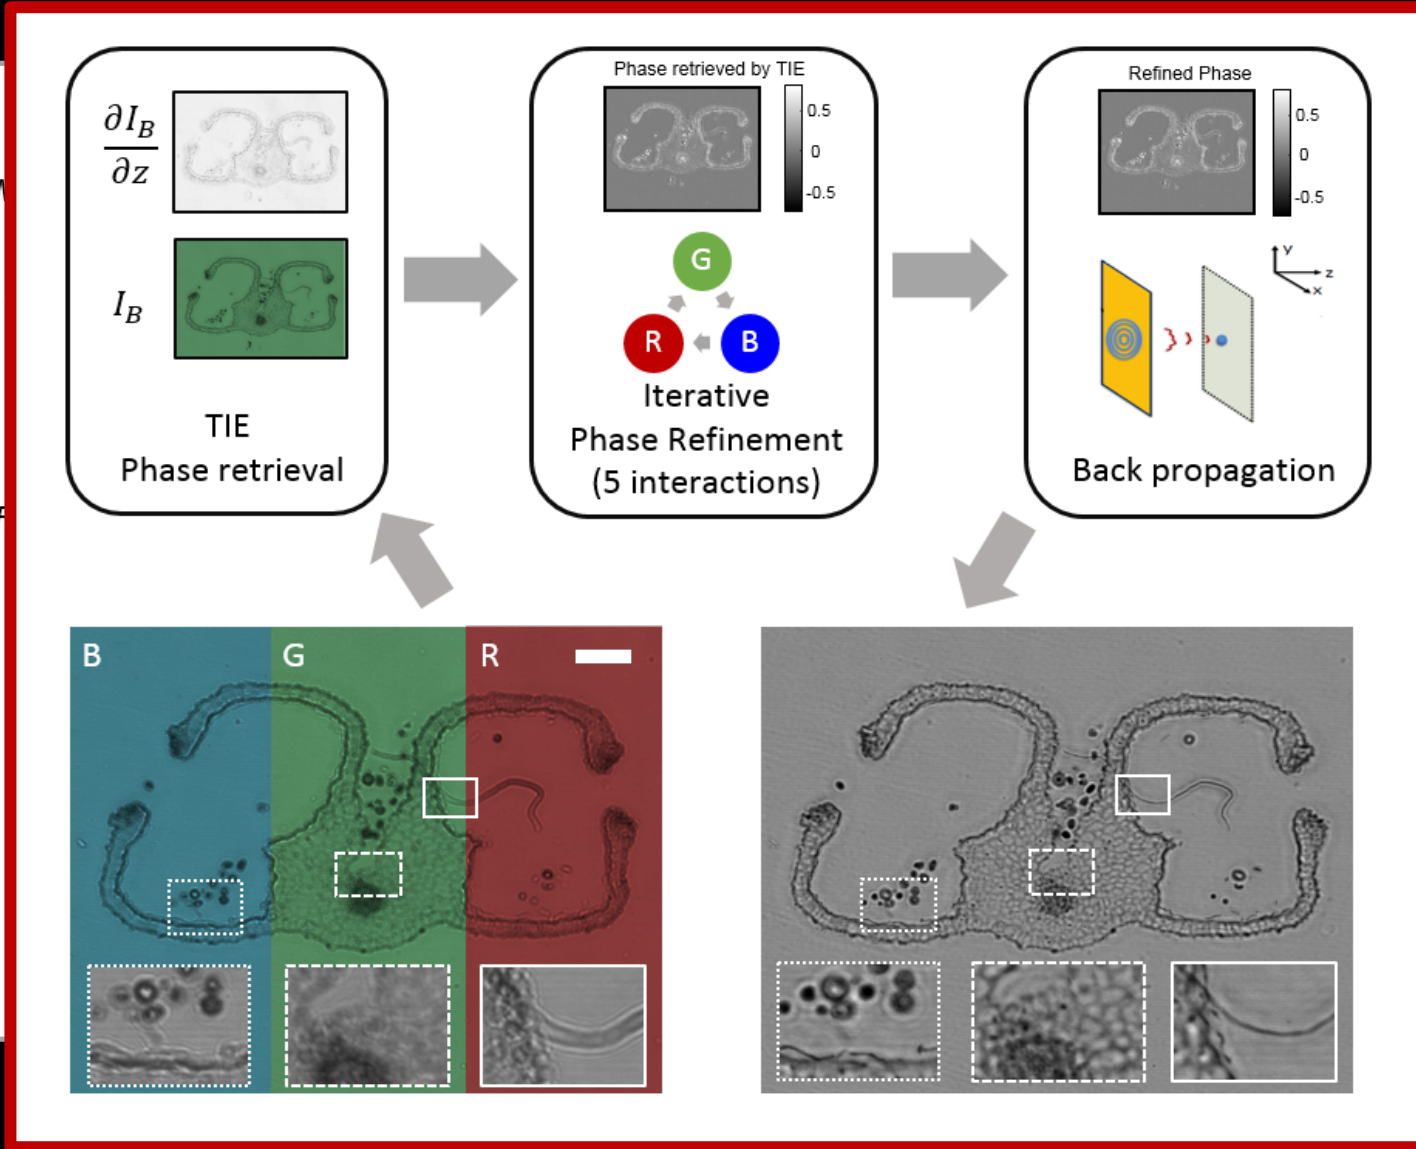 ∂I_B
∂z
I_B
TIE
Phase retrieval
Phase retrieved by TIE
0.5
0
-0.5
G
R
B
Iterative
Phase Refinement
(5 interactions)
Refined Phase
0.5
0
-0.5
y
z
x
Back propagation
B
G
R